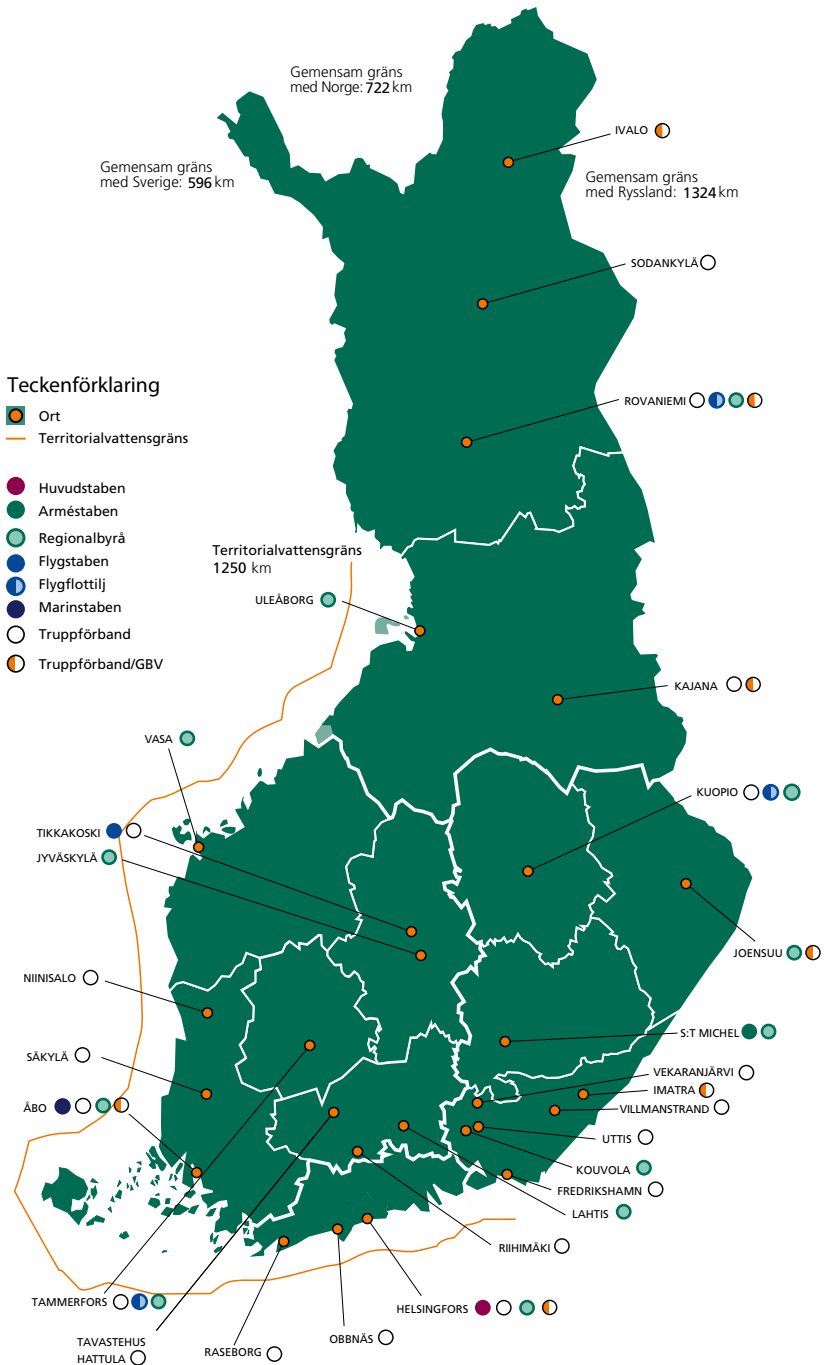 Gemensam gräns
med Norge: 722 km
IVALO
Gemensam gräns
med Sverige: 596 km
Gemensam gräns
med Ryssland: 1324 km
SODANKYLÄ
Teckenförklaring
Ort
Territorialvattensgräns
Huvudstaben
Arméstaben
Regionalbyrå
Flygstaben
Flygflottilj
Marinstaben
Truppförband
Truppförband/GBV
ROVANIEMI
Territorialvattensgräns
1250 km
ULEÅBORG
KAJANA
VASA
KUOPIO
TIKKAKOSKI
JYVÄSKYLÄ
JOENSUU
NIINISALO
S:T MICHEL
SÄKYLÄ
VEKARANJÄRVI
IMATRA
VILLMANSTRAND
ÅBO
UTTIS
KOUVOLA
FREDRIKSHAMN
LAHTIS
RIIHIMÄKI
TAMMERFORS
HELSINGFORS
OBBNÄS
TAVASTEHUS
HATTULA
RASEBORG